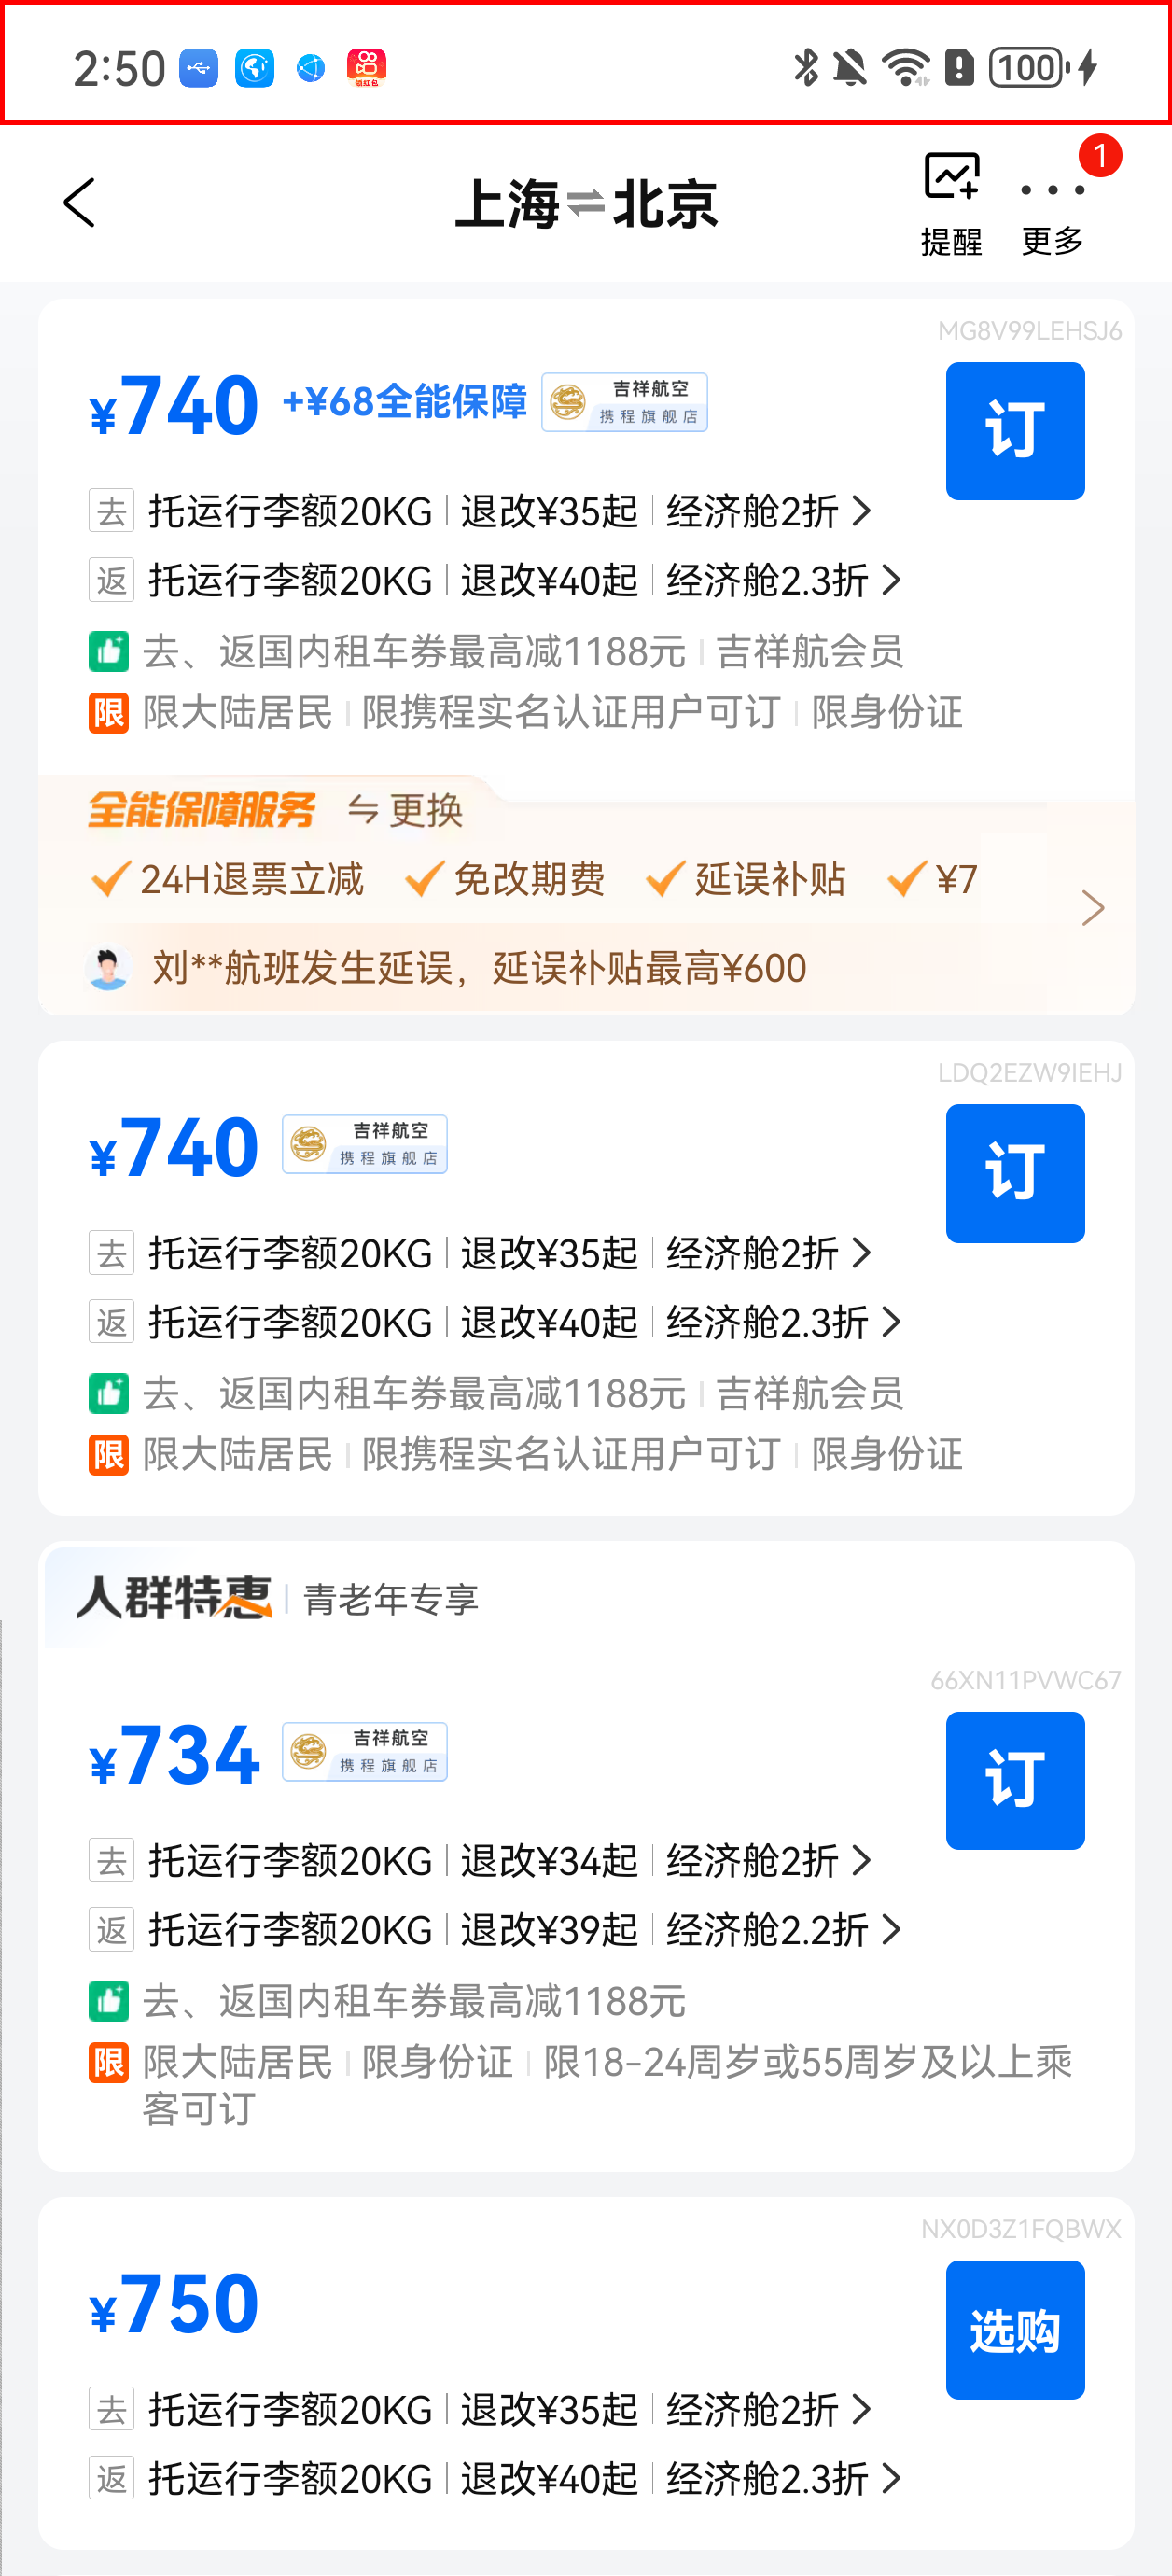 2:50
领红包
100
上海⇌北京
提醒
更多
1
MG8V99LEHSJ6
¥740 +¥68全能保障 吉祥航空 携程旗舰店
订
去 托运行李额20KG 退改¥35起 经济舱2折
返 托运行李额20KG 退改¥40起 经济舱2.3折
去、返国内租车券最高减1188元 吉祥航会员
限 限大陆居民 限携程实名认证用户可订 限身份证
全能保障服务 ⇋更换
24H退票立减 免改期费 延误补贴 ¥7
刘**航班发生延误，延误补贴最高¥600
LDQ2EZW9IEHJ
¥740 吉祥航空 携程旗舰店
订
去 托运行李额20KG 退改¥35起 经济舱2折
返 托运行李额20KG 退改¥40起 经济舱2.3折
去、返国内租车券最高减1188元 吉祥航会员
限 限大陆居民 限携程实名认证用户可订 限身份证
人群特惠 青老年专享
66XN11PVWC67
¥734 吉祥航空 携程旗舰店
订
去 托运行李额20KG 退改¥34起 经济舱2折
返 托运行李额20KG 退改¥39起 经济舱2.2折
去、返国内租车券最高减1188元
限 限大陆居民 限身份证 限18-24周岁或55周岁及以上乘
客可订
NX0D3Z1FQBWX
¥750
选购
去 托运行李额20KG 退改¥35起 经济舱2折
返 托运行李额20KG 退改¥40起 经济舱2.3折